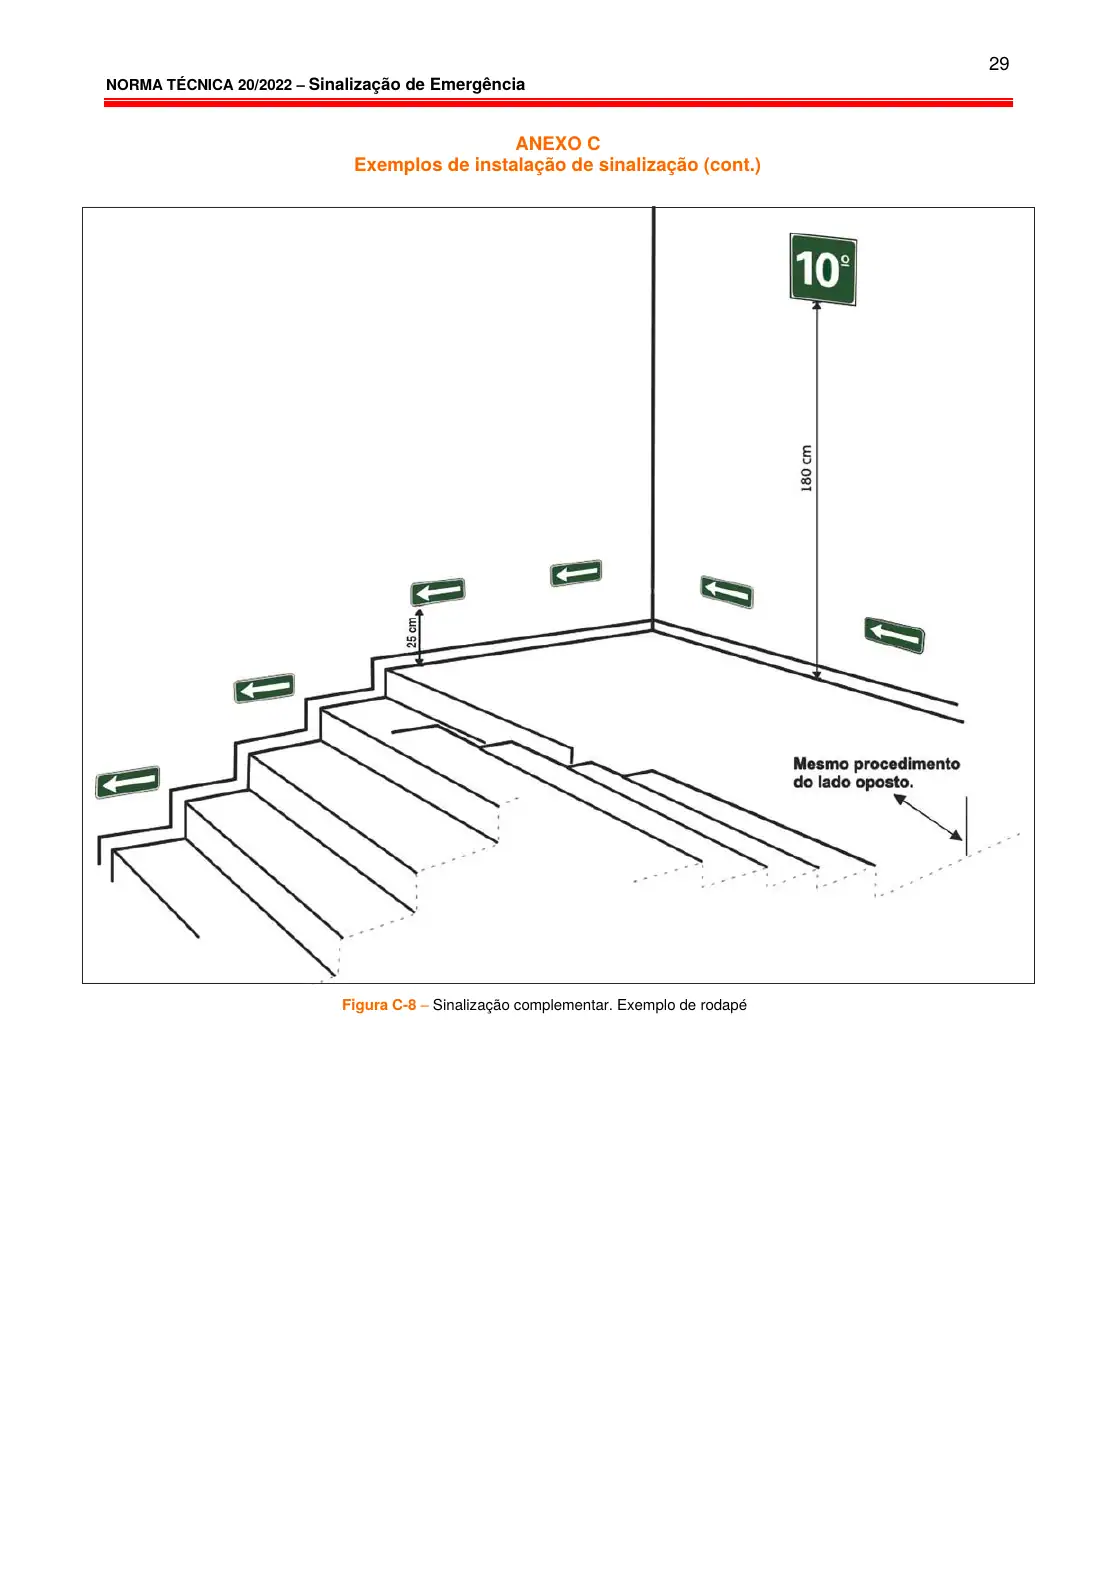 29
NORMA TÉCNICA 20/2022 – Sinalização de Emergência
ANEXO C
Exemplos de instalação de sinalização (cont.)
10º
180 cm
25 cm
Mesmo procedimento
do lado oposto.
Figura C-8 – Sinalização complementar. Exemplo de rodapé